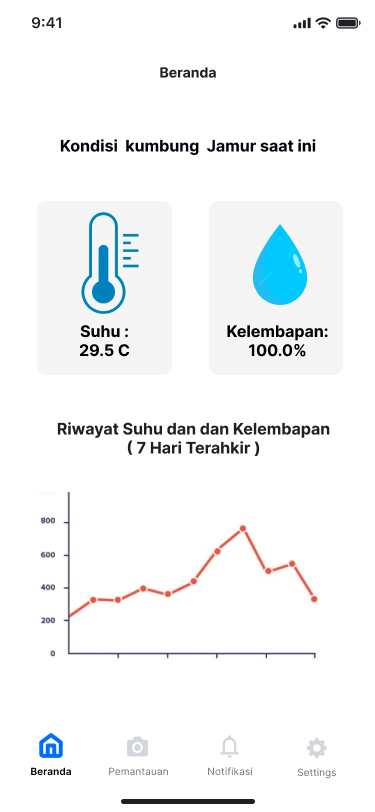 9:41
Beranda
Kondisi kumbung Jamur saat ini
Suhu :
29.5 C
Kelembapan:
100.0%
Riwayat Suhu dan dan Kelembapan
( 7 Hari Terahkir )
800
600
400
200
0
Beranda
Pemantauan
Notifikasi
Settings